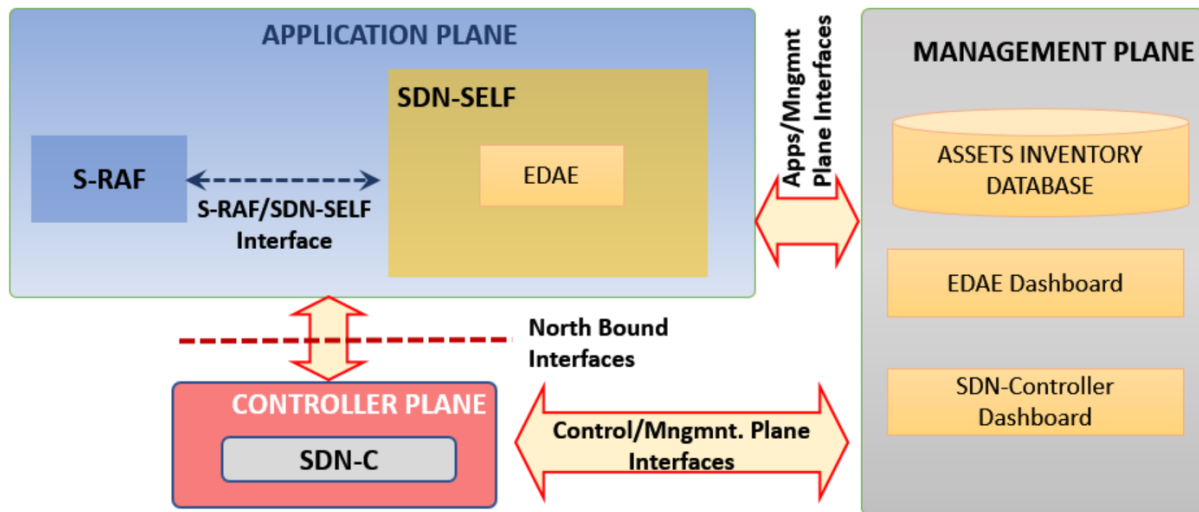 APPLICATION PLANE
SDN-SELF
EDAE
S-RAF
S-RAF/SDN-SELF
Interface
Apps/Mngmnt
Plane Interfaces
MANAGEMENT PLANE
ASSETS INVENTORY
DATABASE
EDAE Dashboard
SDN-Controller
Dashboard
North Bound
Interfaces
CONTROLLER PLANE
SDN-C
Control/Mngmnt. Plane
Interfaces